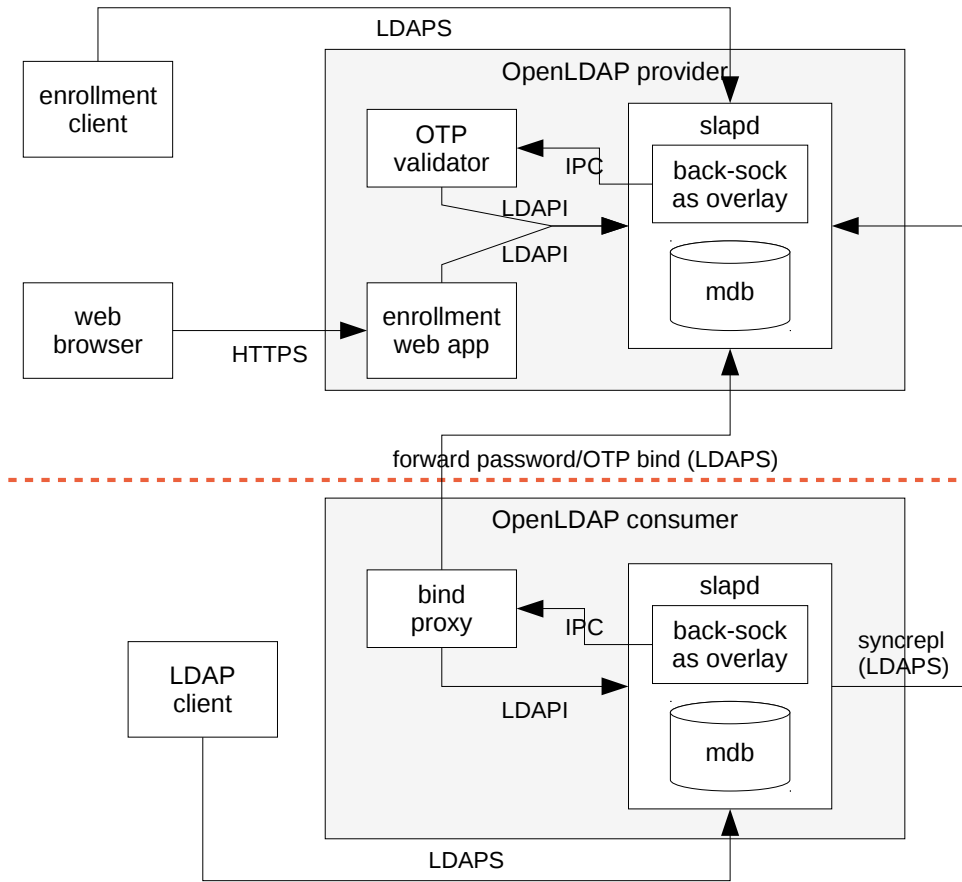 LDAPS
OpenLDAP provider
enrollment
client
OTP
validator
slapd
IPC
back-sock
as overlay
LDAPI
LDAPI
mdb
web
browser
HTTPS
enrollment
web app
forward password/OTP bind (LDAPS)
OpenLDAP consumer
bind
proxy
slapd
IPC
back-sock
as overlay
syncrepl
(LDAPS)
LDAP
client
LDAPI
mdb
LDAPS